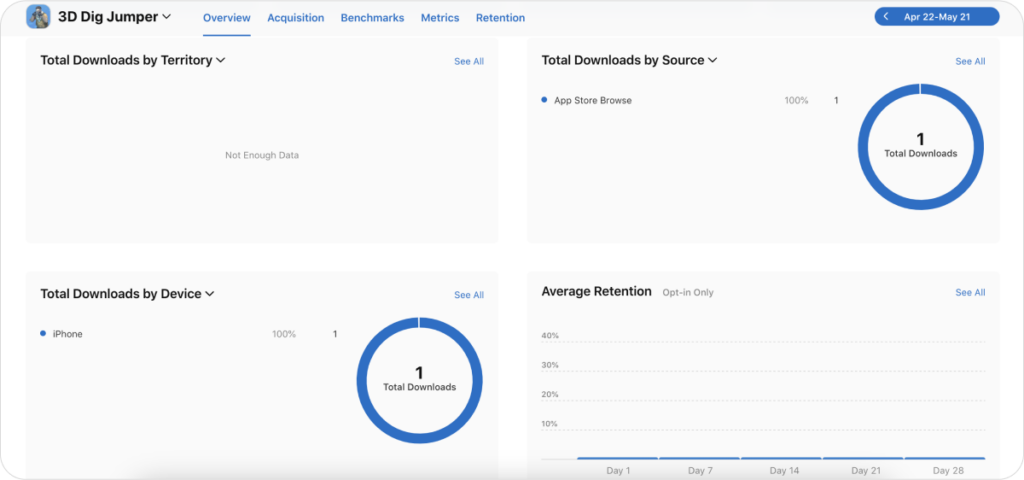 3D Dig Jumper
Overview Acquisition Benchmarks Metrics Retention
Apr 22-May 21
Total Downloads by Territory
See All
Not Enough Data
Total Downloads by Source
See All
App Store Browse 100% 1
1
Total Downloads
Total Downloads by Device
See All
iPhone 100% 1
1
Total Downloads
Average Retention Opt-in Only
See All
40%
30%
20%
10%
Day 1 Day 7 Day 14 Day 21 Day 28